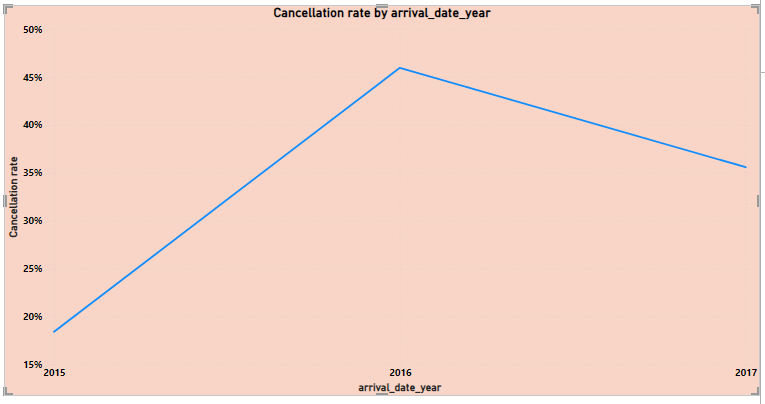 Cancellation rate by arrival_date_year
50%
45%
40%
35%
30%
25%
20%
15%
Cancellation rate
2015 2016 2017
arrival_date_year